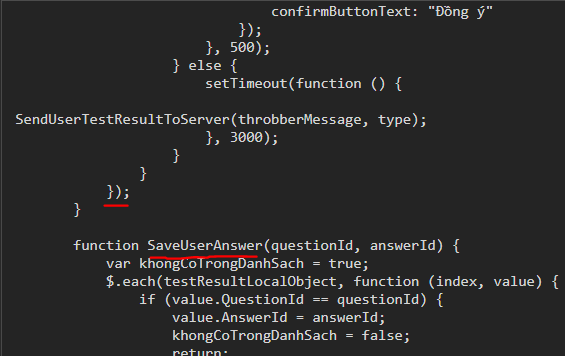 confirmButtonText: "Đồng ý"
});
}, 500);
} else {
setTimeout(function () {
SendUserTestResultToServer(throbberMessage, type);
}, 3000);
}
}
});
}
function SaveUserAnswer(questionId, answerId) {
var khongCoTrongDanhSach = true;
$.each(testResultLocalObject, function (index, value) {
if (value.QuestionId == questionId) {
value.AnswerId = answerId;
khongCoTrongDanhSach = false;
return;